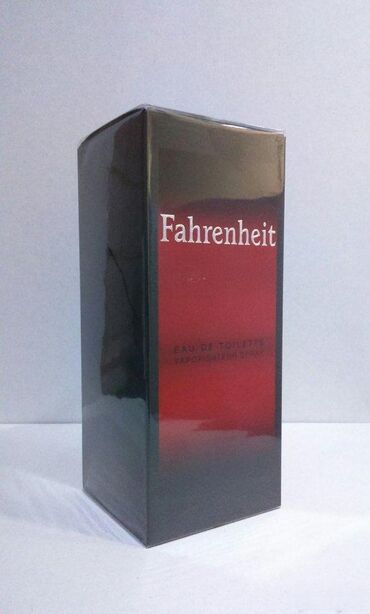 Fahrenheit
EAU DE TOILETTE
VAPORISATEUR SPRAY